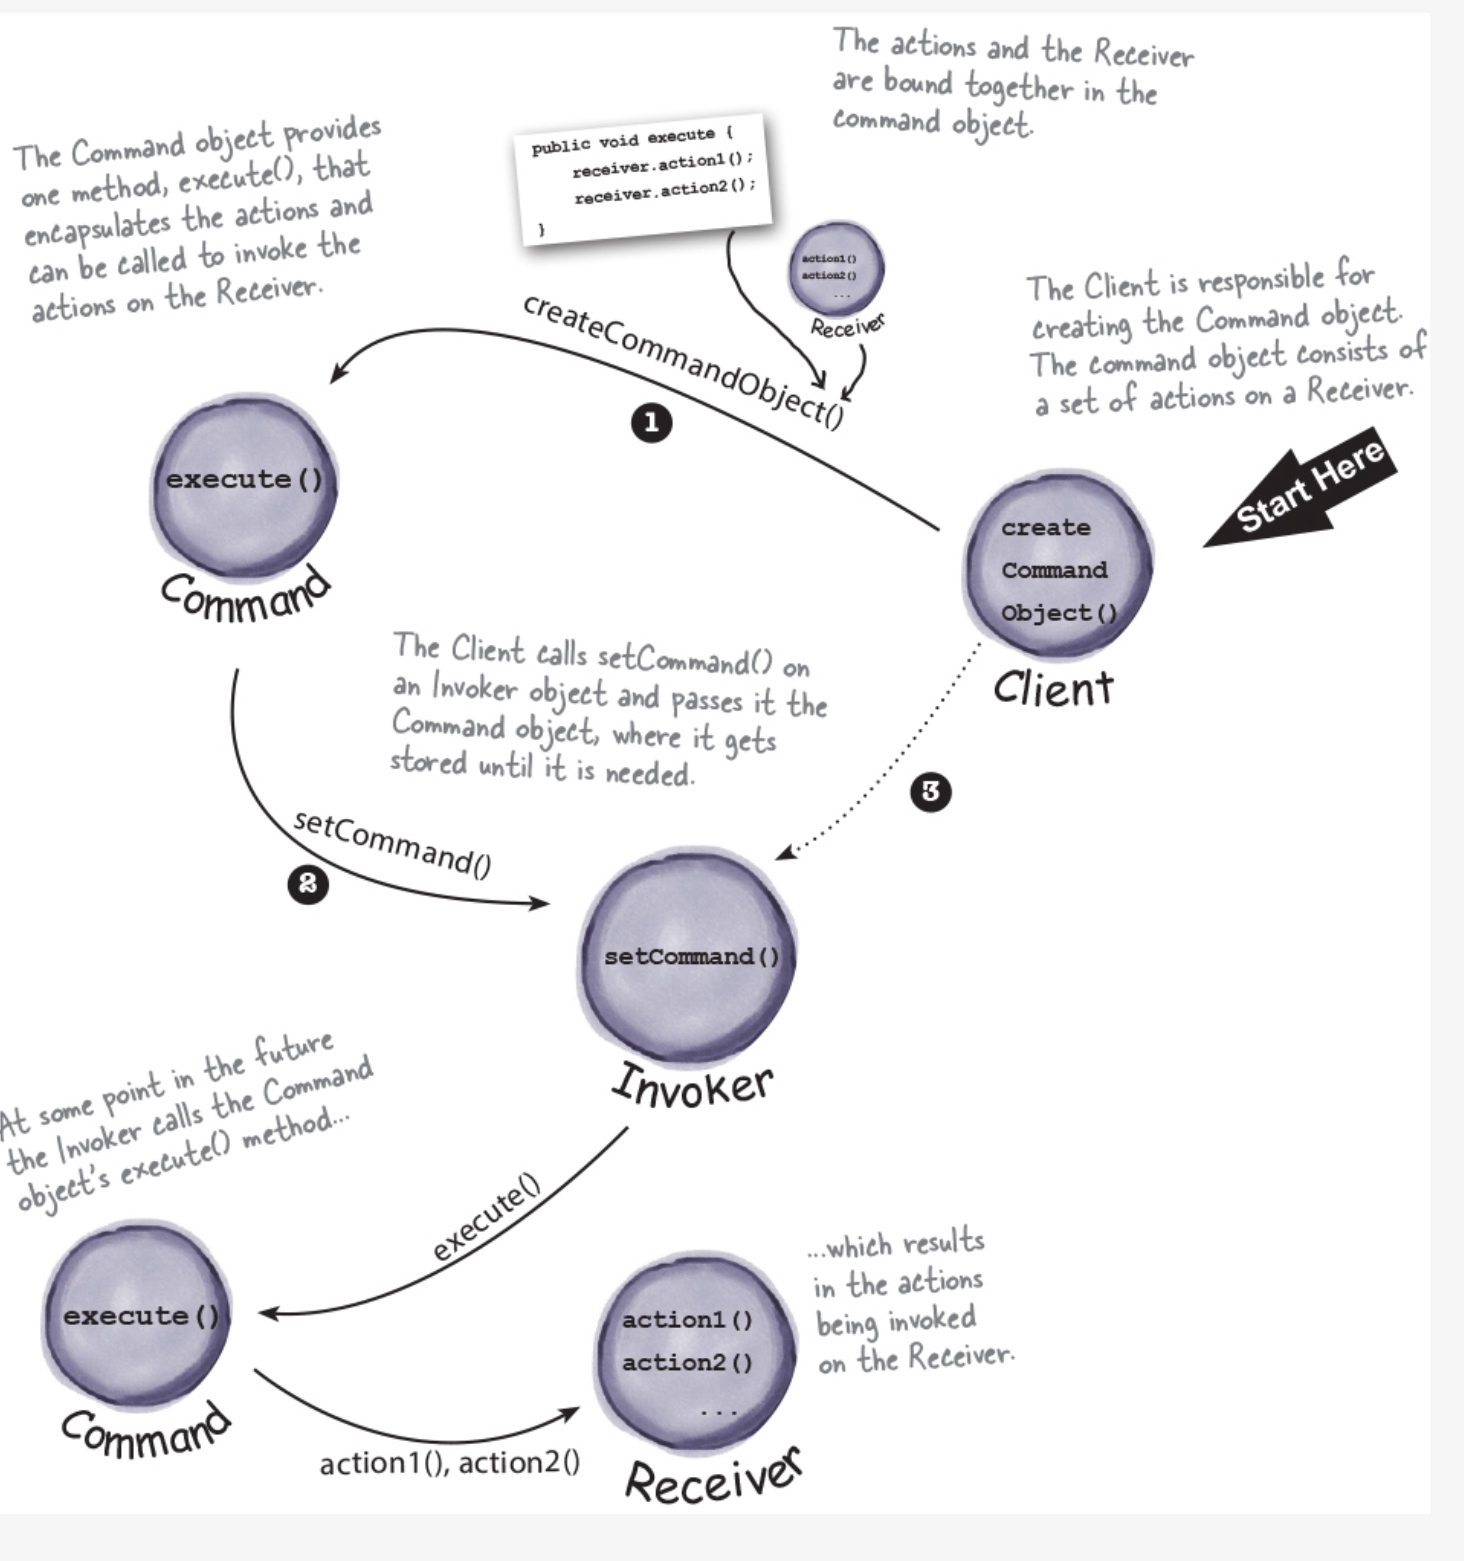 The actions and the Receiver
are bound together in the
command object.
The Command object provides
one method, execute(), that
encapsulates the actions and
can be called to invoke the
actions on the Receiver.
public void execute {
receiver.action1();
receiver.action2();
}
action1()
action2()
...
Receiver
createCommandObject()
1
The Client is responsible for
creating the Command object.
The command object consists of
a set of actions on a Receiver.
Start Here
execute()
Command
create
Command
Object()
Client
The Client calls setCommand() on
an Invoker object and passes it the
Command object, where it gets
stored until it is needed.
3
setCommand()
2
setCommand()
Invoker
At some point in the future
the Invoker calls the Command
object's execute() method...
execute()
execute()
Command
action1(), action2()
action1()
action2()
...
Receiver
...which results
in the actions
being invoked
on the Receiver.